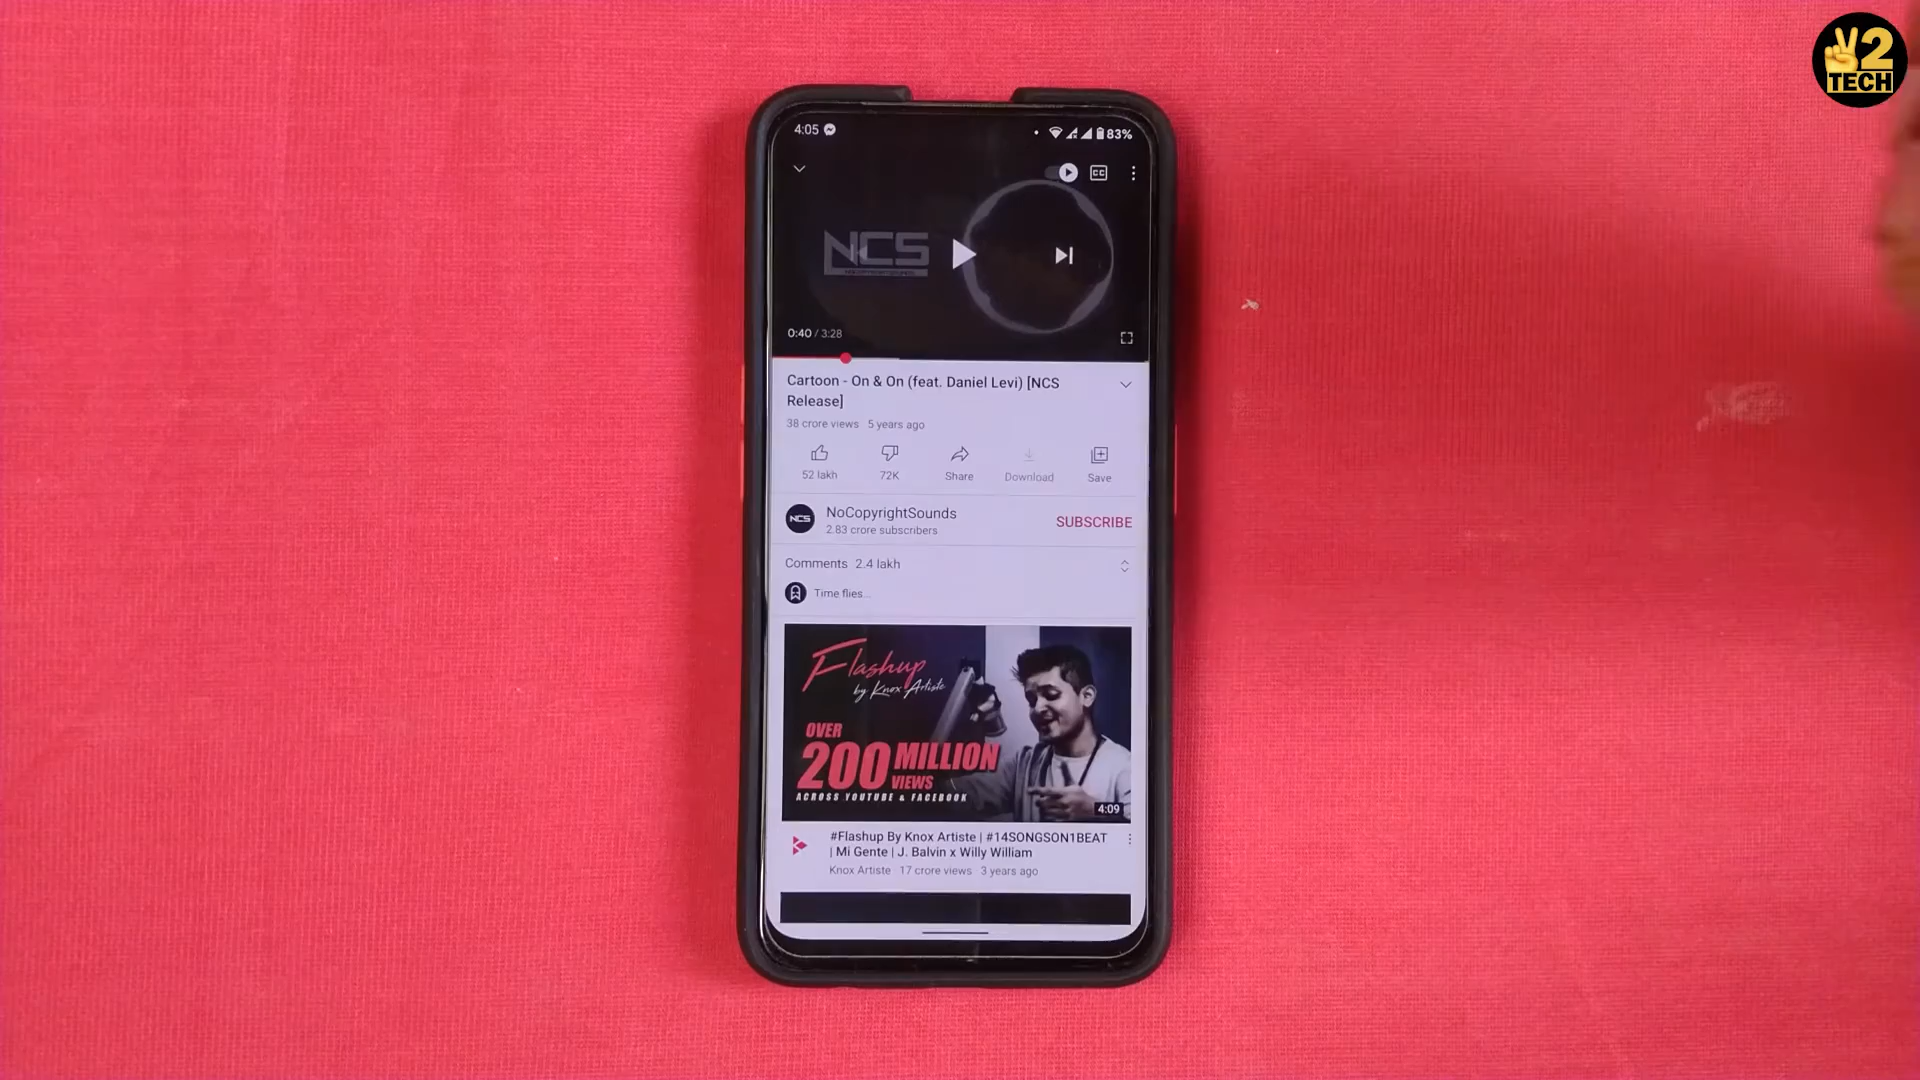 2
TECH
4:05
83%
CC
NCS
0:40 / 3:28
Cartoon - On & On (feat. Daniel Levi) [NCS
Release]
38 crore views 5 years ago
52 lakh
72K
Share
Download
Save
NCS
NoCopyrightSounds
2.83 crore subscribers
SUBSCRIBE
Comments 2.4 lakh
Time flies...
Flashup
by Knox Artiste
OVER
200 MILLION
VIEWS
ACROSS YOUTUBE & FACEBOOK
4:09
#Flashup By Knox Artiste | #14SONGSON1BEAT
| Mi Gente | J. Balvin x Willy William
Knox Artiste 17 crore views 3 years ago